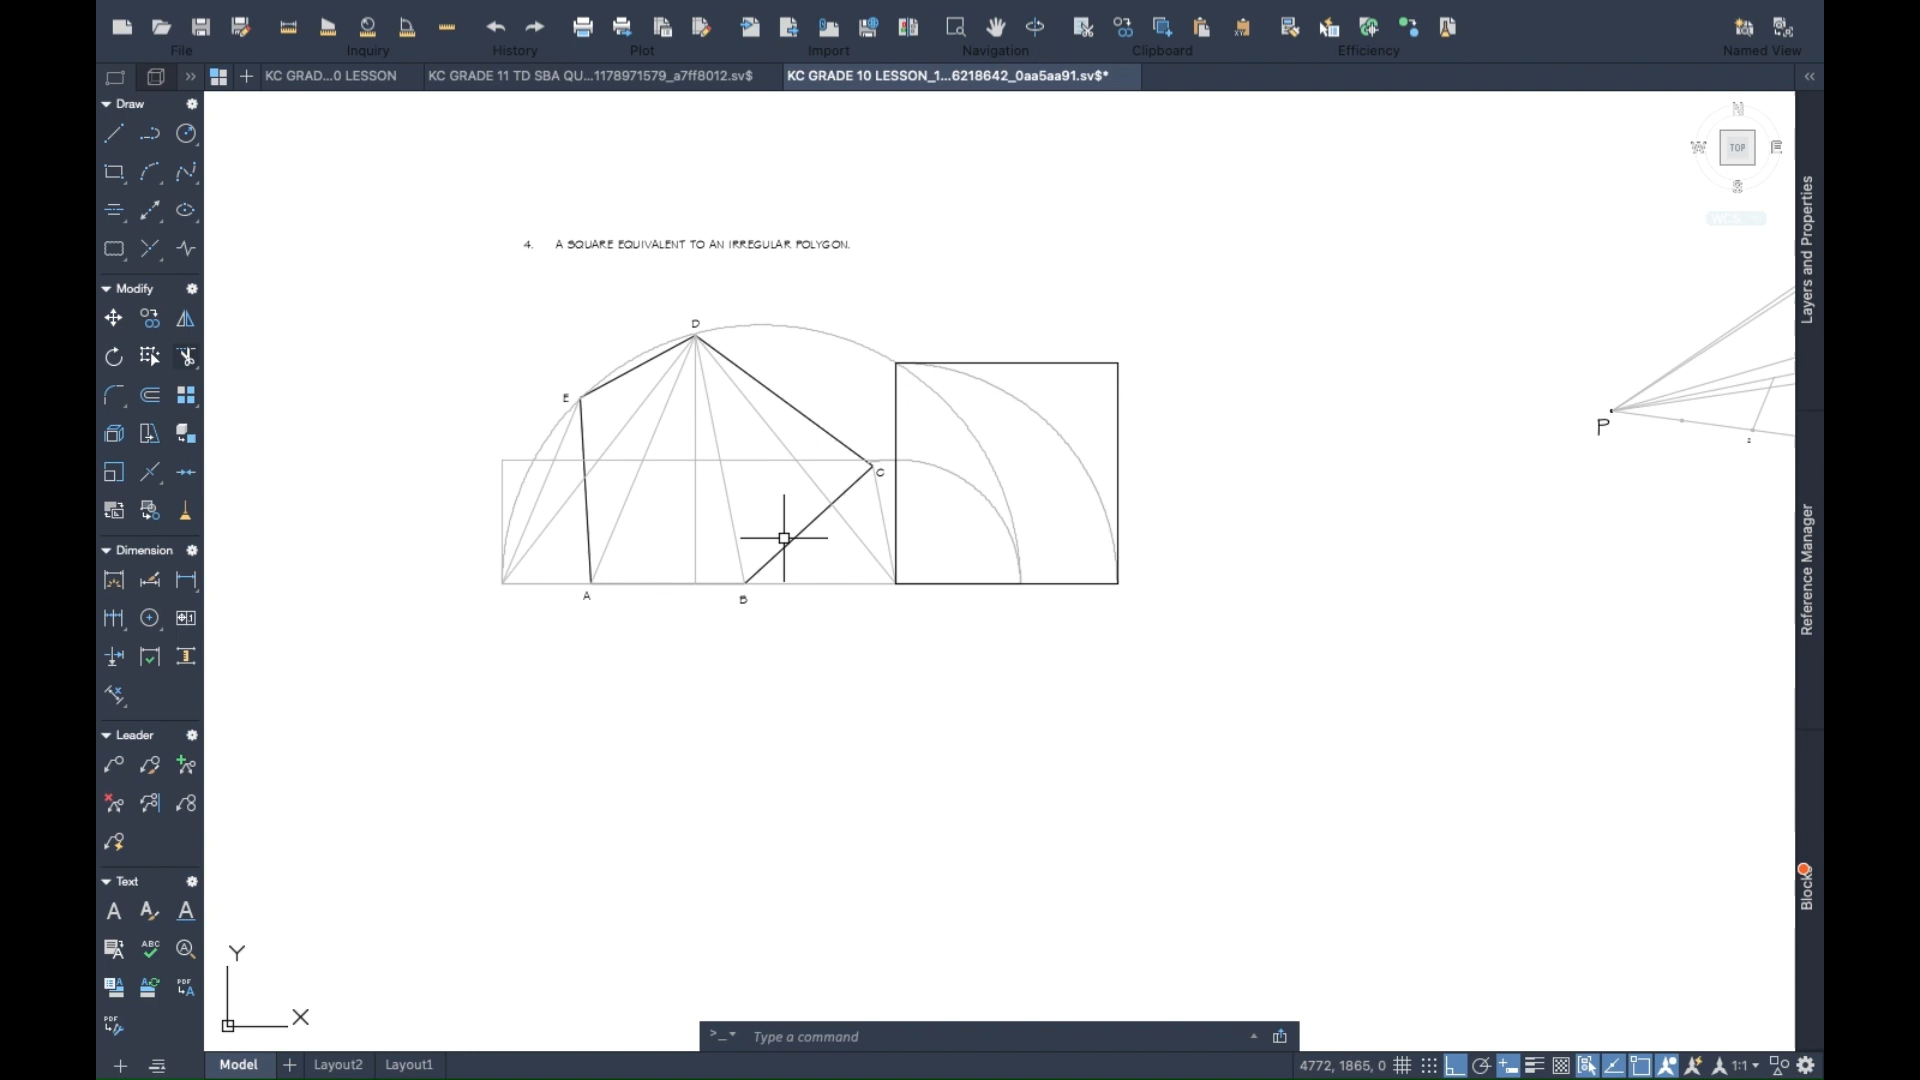 File Inquiry History Plot Import Navigation Clipboard Efficiency Named View
KC GRAD...0 LESSON KC GRADE 11 TD SBA QU...1178971579_a7ff8012.sv$ KC GRADE 10 LESSON_1...6218642_0aa5aa91.sv$*
Draw
Modify
Dimension
Leader
Text
4. A SQUARE EQUIVALENT TO AN IRREGULAR POLYGON.
D
E
C
A
B
P
N
W TOP E
S
WCS
Layers and Properties
Reference Manager
Blocks
Y
X
>_ Type a command
Model Layout2 Layout1
4772, 1865, 0 1:1